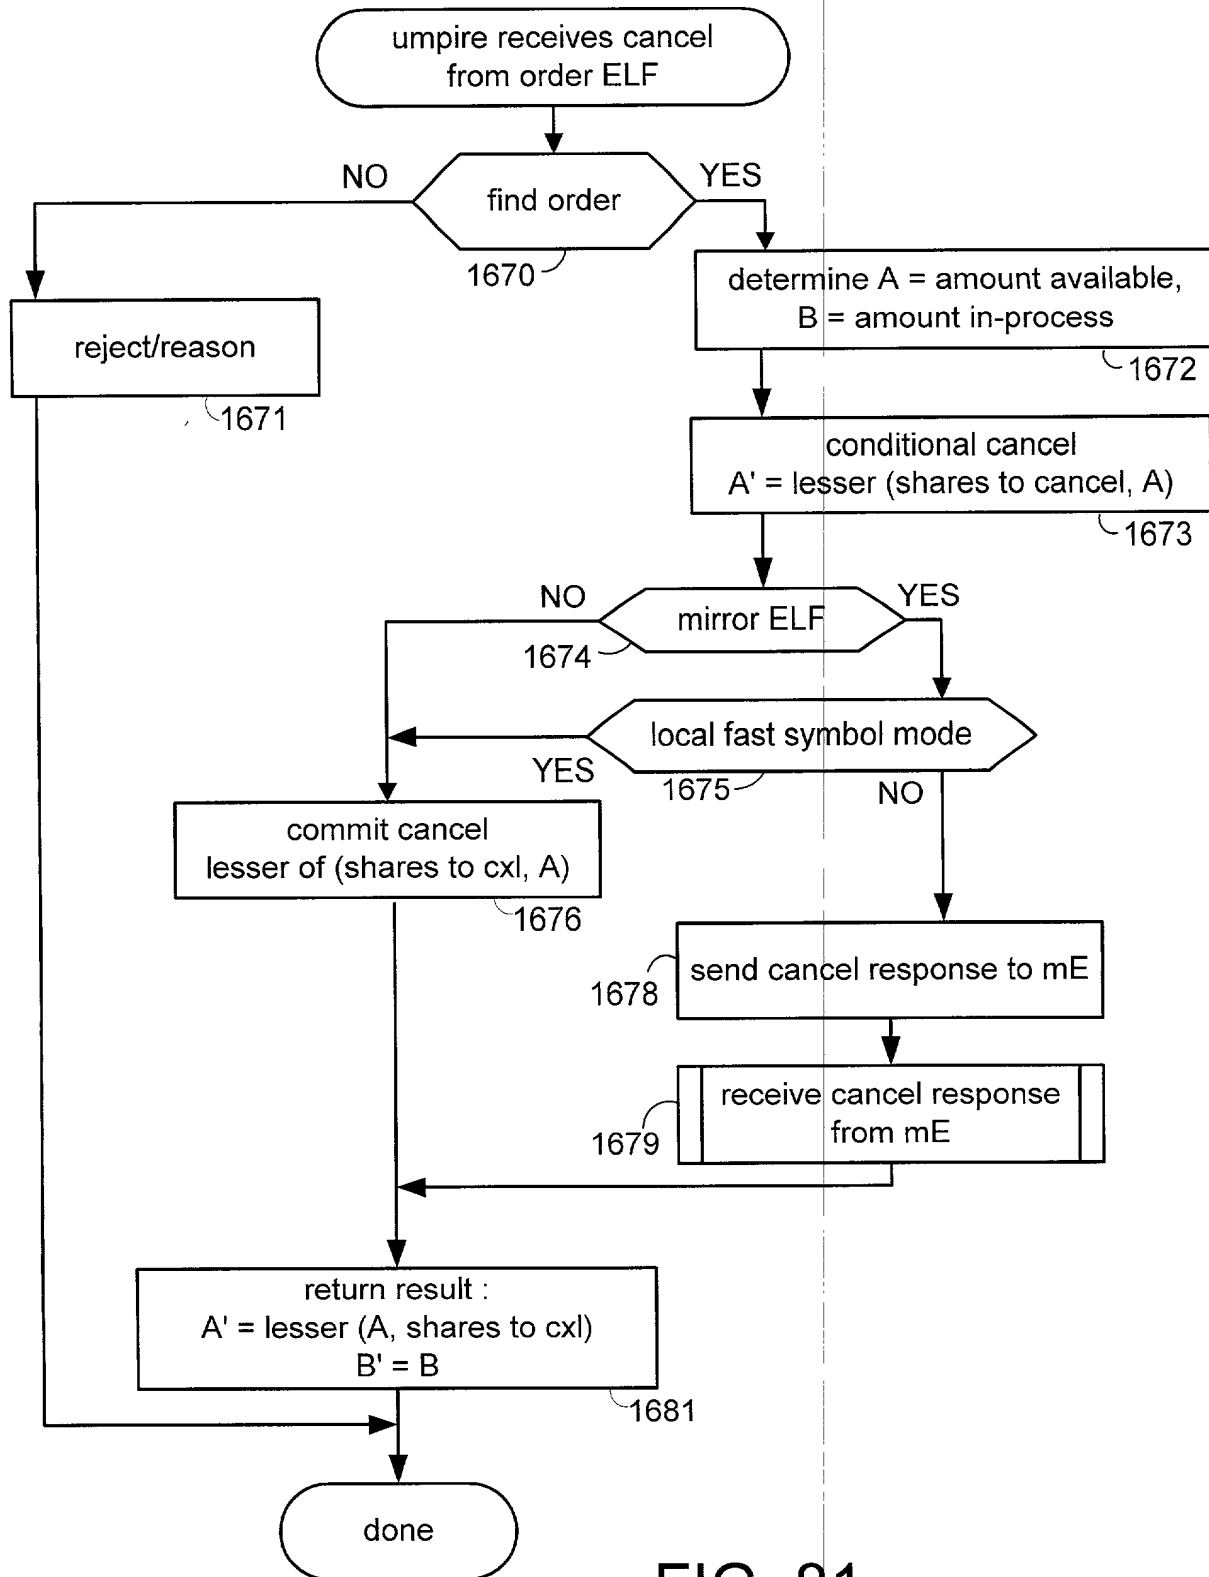 umpire receives cancel
from order ELF
NO
YES
find order
1670
determine A = amount available,
B = amount in-process
1672
reject/reason
1671
conditional cancel
A' = lesser (shares to cancel, A)
1673
NO
YES
mirror ELF
1674
local fast symbol mode
YES
1675
NO
commit cancel
lesser of (shares to cxl, A)
1676
send cancel response to mE
1678
receive cancel response
from mE
1679
return result :
A' = lesser (A, shares to cxl)
B' = B
1681
done
FIG. 81